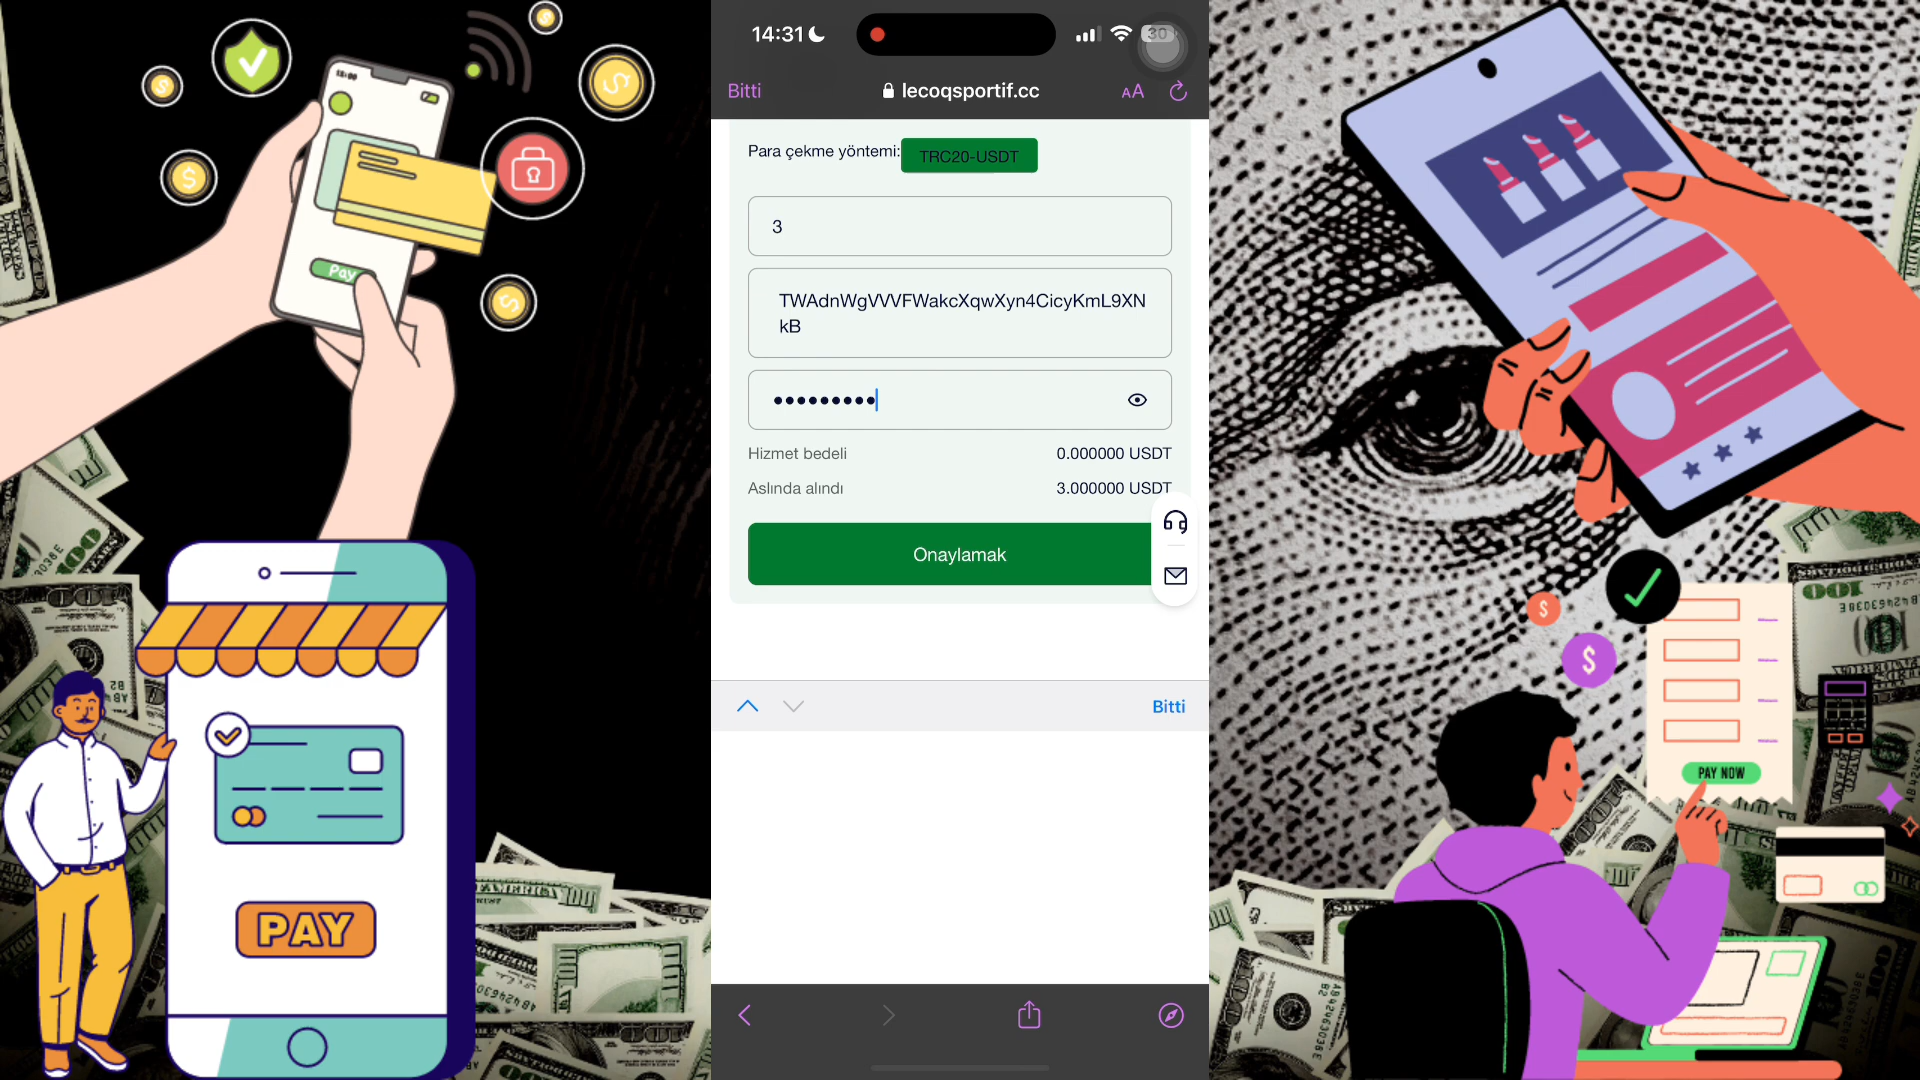 14:31
30
Bitti
lecoqsportif.cc
AA
Para çekme yöntemi:
TRC20-USDT
3
TWAdnWgVVVFWakcXqwXyn4CicyKmL9XN
kB
Hizmet bedeli
0.000000 USDT
Aslında alındı
3.000000 USDT
Onaylamak
Bitti
Pay
PAY
PAY NOW